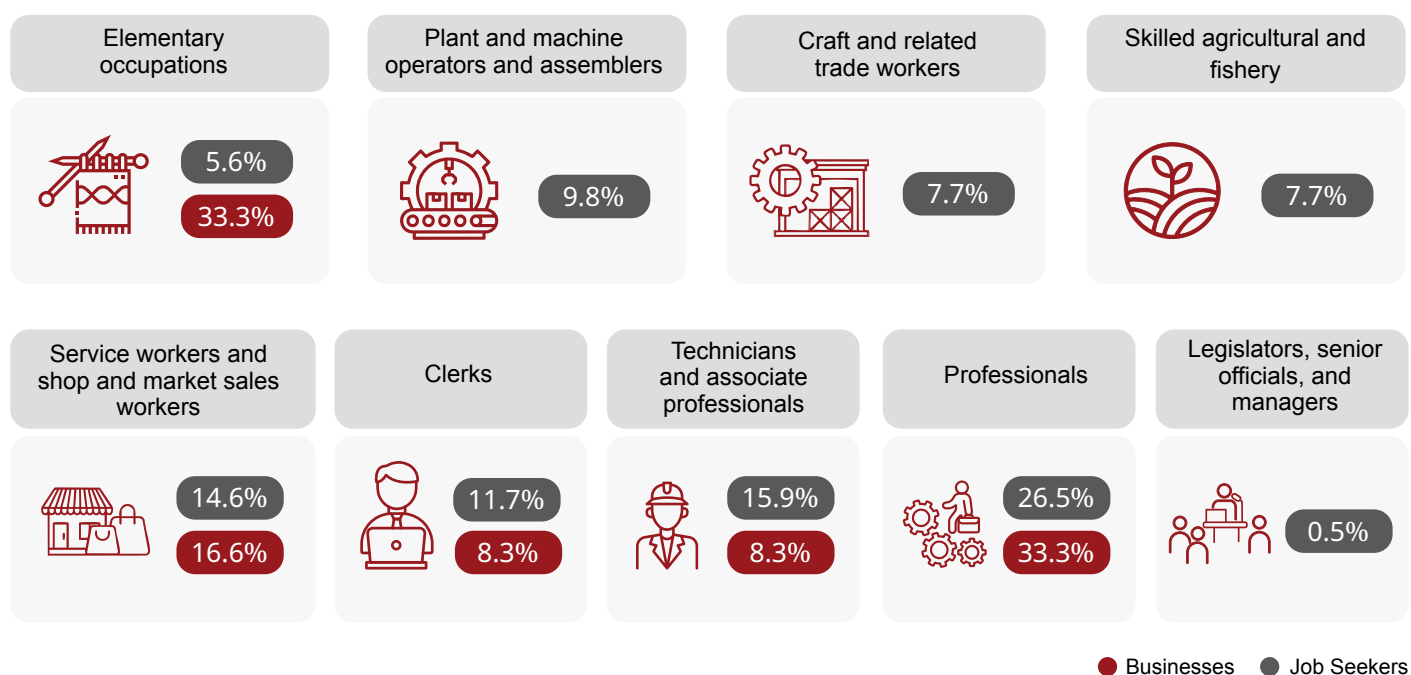 Elementary
occupations
5.6%
33.3%
Plant and machine
operators and assemblers
9.8%
Craft and related
trade workers
7.7%
Skilled agricultural and
fishery
7.7%
Service workers and
shop and market sales
workers
14.6%
16.6%
Clerks
11.7%
8.3%
Technicians
and associate
professionals
15.9%
8.3%
Professionals
26.5%
33.3%
Legislators, senior
officials, and
managers
0.5%
Businesses
Job Seekers